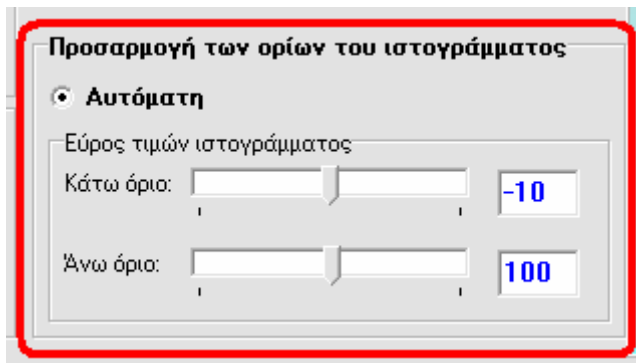 Προσαρμογή των ορίων του ιστογράμματος
Αυτόματη
Εύρος τιμών ιστογράμματος
Κάτω όριο: -10
Άνω όριο: 100